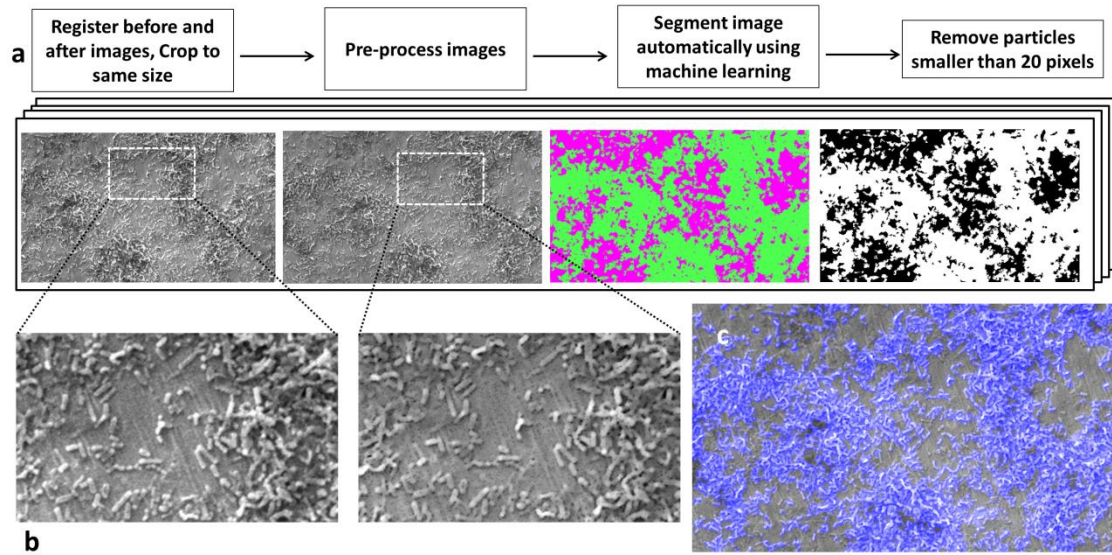 a
Register before and
after images, Crop to
same size
Pre-process images
Segment image
automatically using
machine learning
Remove particles
smaller than 20 pixels
c
b